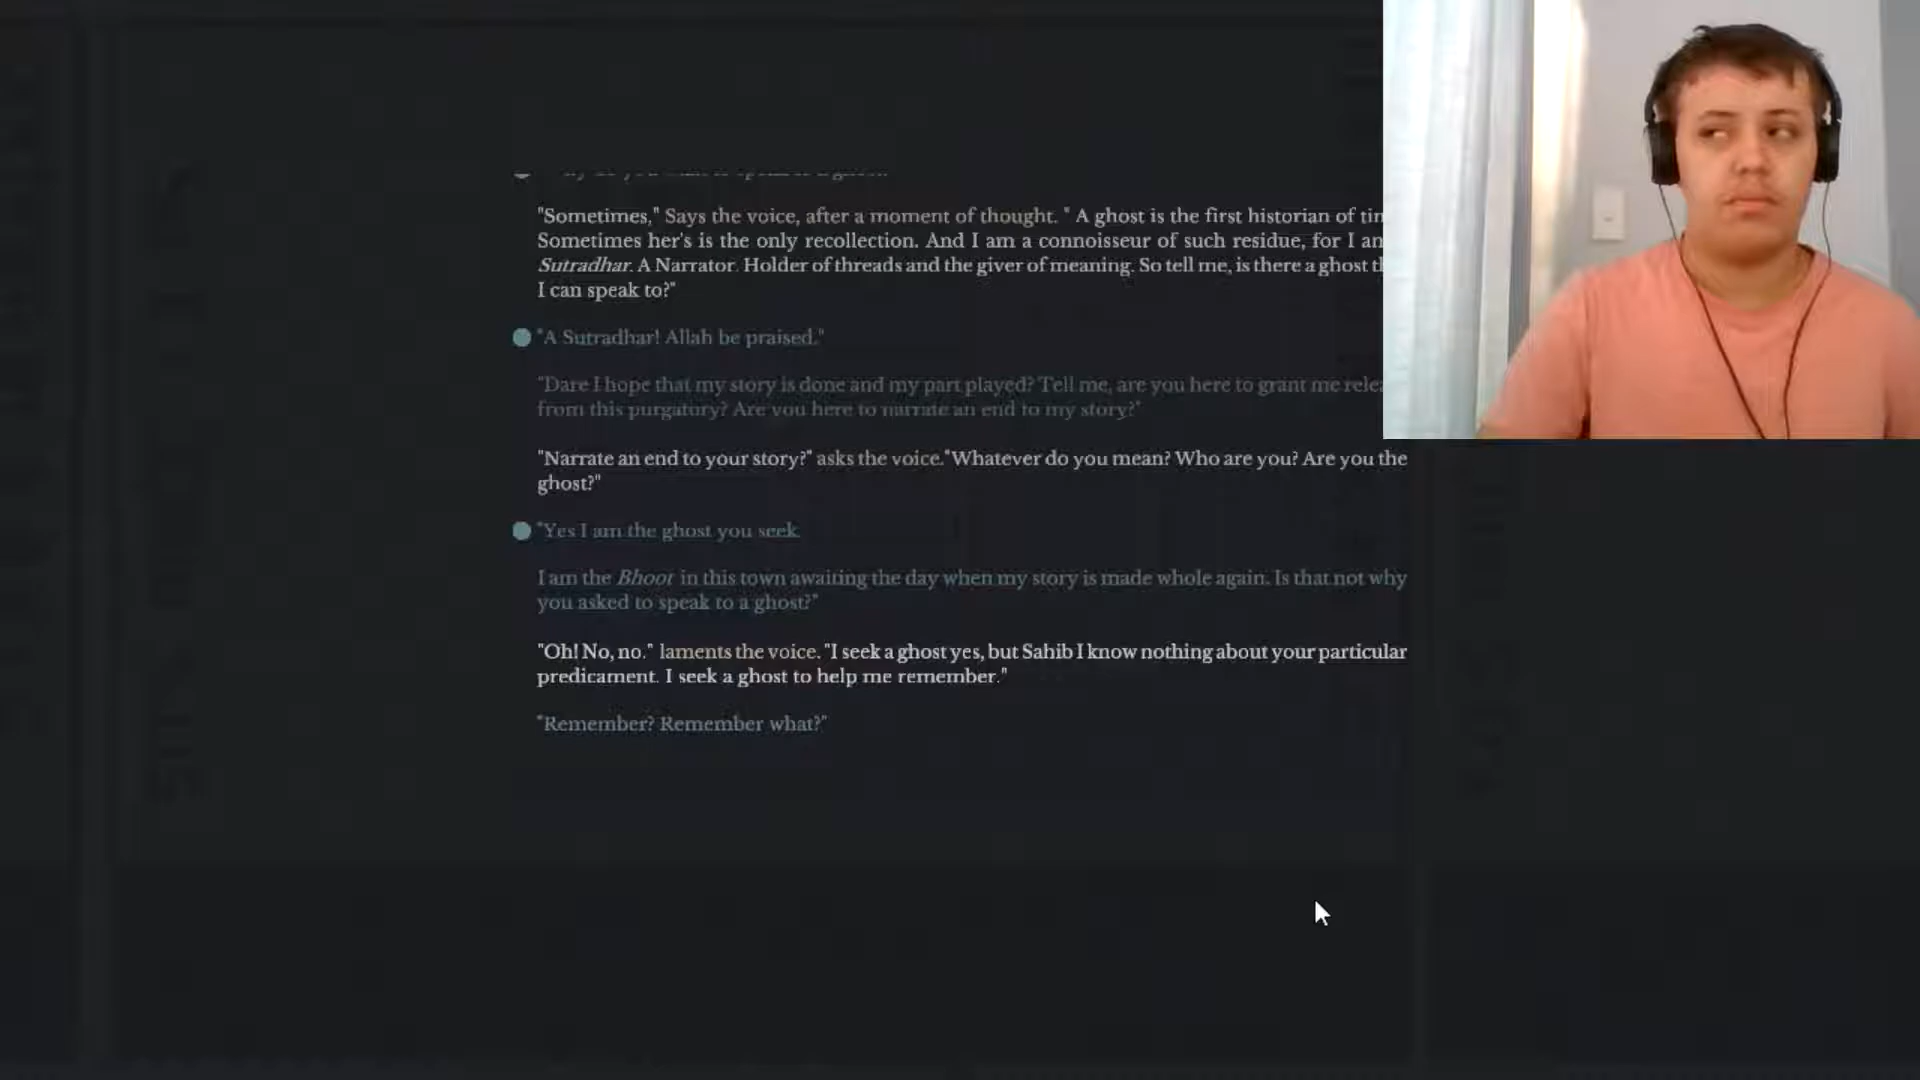 "Sometimes," Says the voice, after a moment of thought. " A ghost is the first historian of
Sometimes her's is the only recollection. And I am a connoisseur of such residue, for I
Sutradhar. A Narrator. Holder of threads and the giver of meaning. So tell me, is there a ghost
I can speak to?"
"A Sutradhar! Allah be praised."
"Dare I hope that my story is done and my part played? Tell me, are you here to grant me
from this purgatory? Are you here to narrate an end to my story?"
"Narrate an end to your story?" asks the voice."Whatever do you mean? Who are you? Are you the
ghost?"
"Yes I am the ghost you seek.
I am the Bhoot in this town awaiting the day when my story is made whole again. Is that not why
you asked to speak to a ghost?"
"Oh! No, no." laments the voice. "I seek a ghost yes, but Sahib I know nothing about your particular
predicament. I seek a ghost to help me remember."
"Remember? Remember what?"